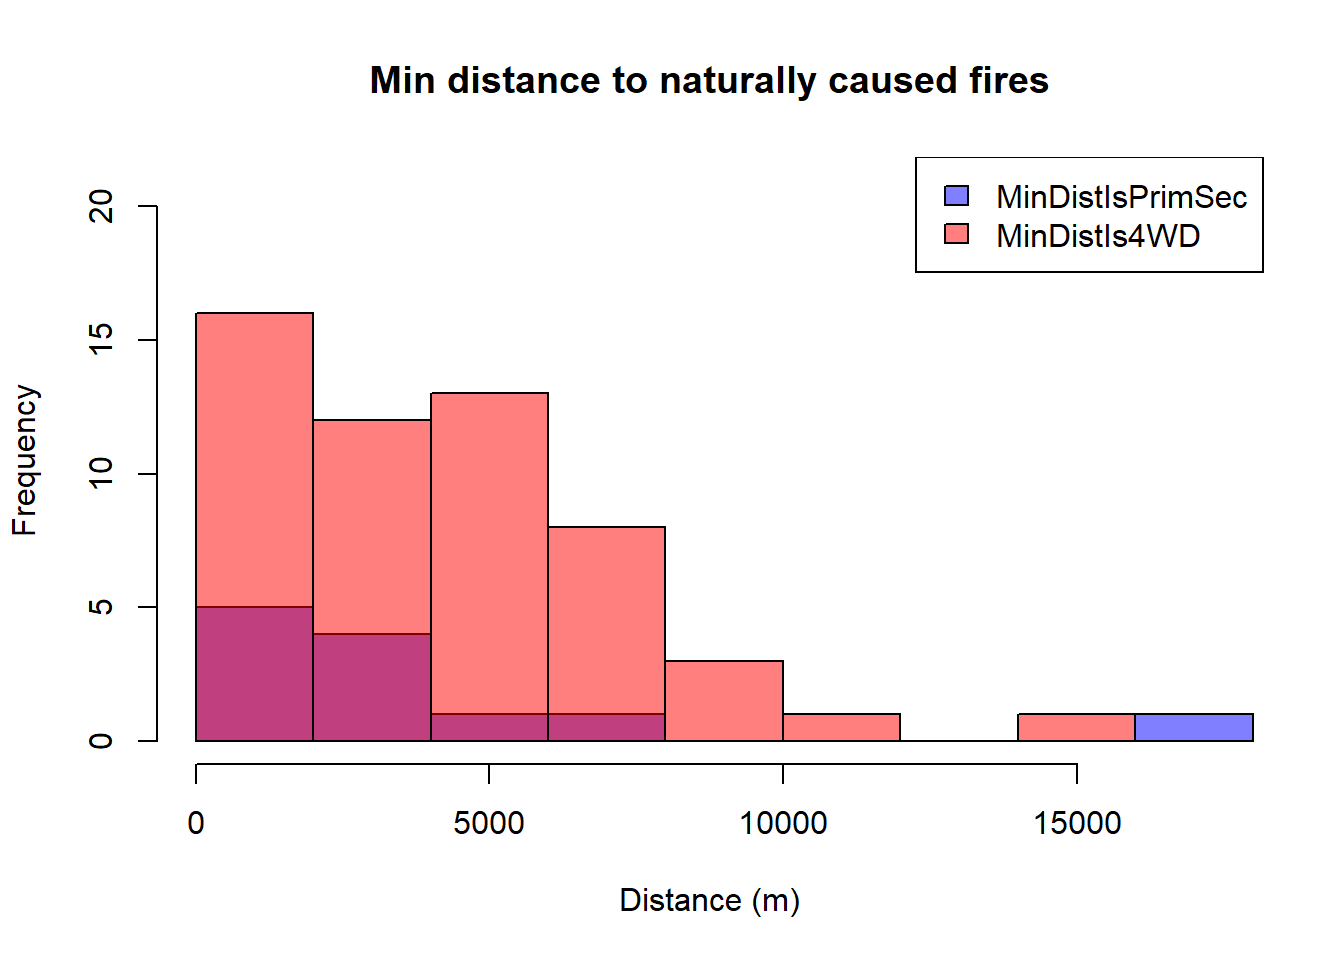 Min distance to naturally caused fires
MinDistIsPrimSec
MinDistIs4WD
Frequency
20
15
10
5
0
0 5000 10000 15000
Distance (m)